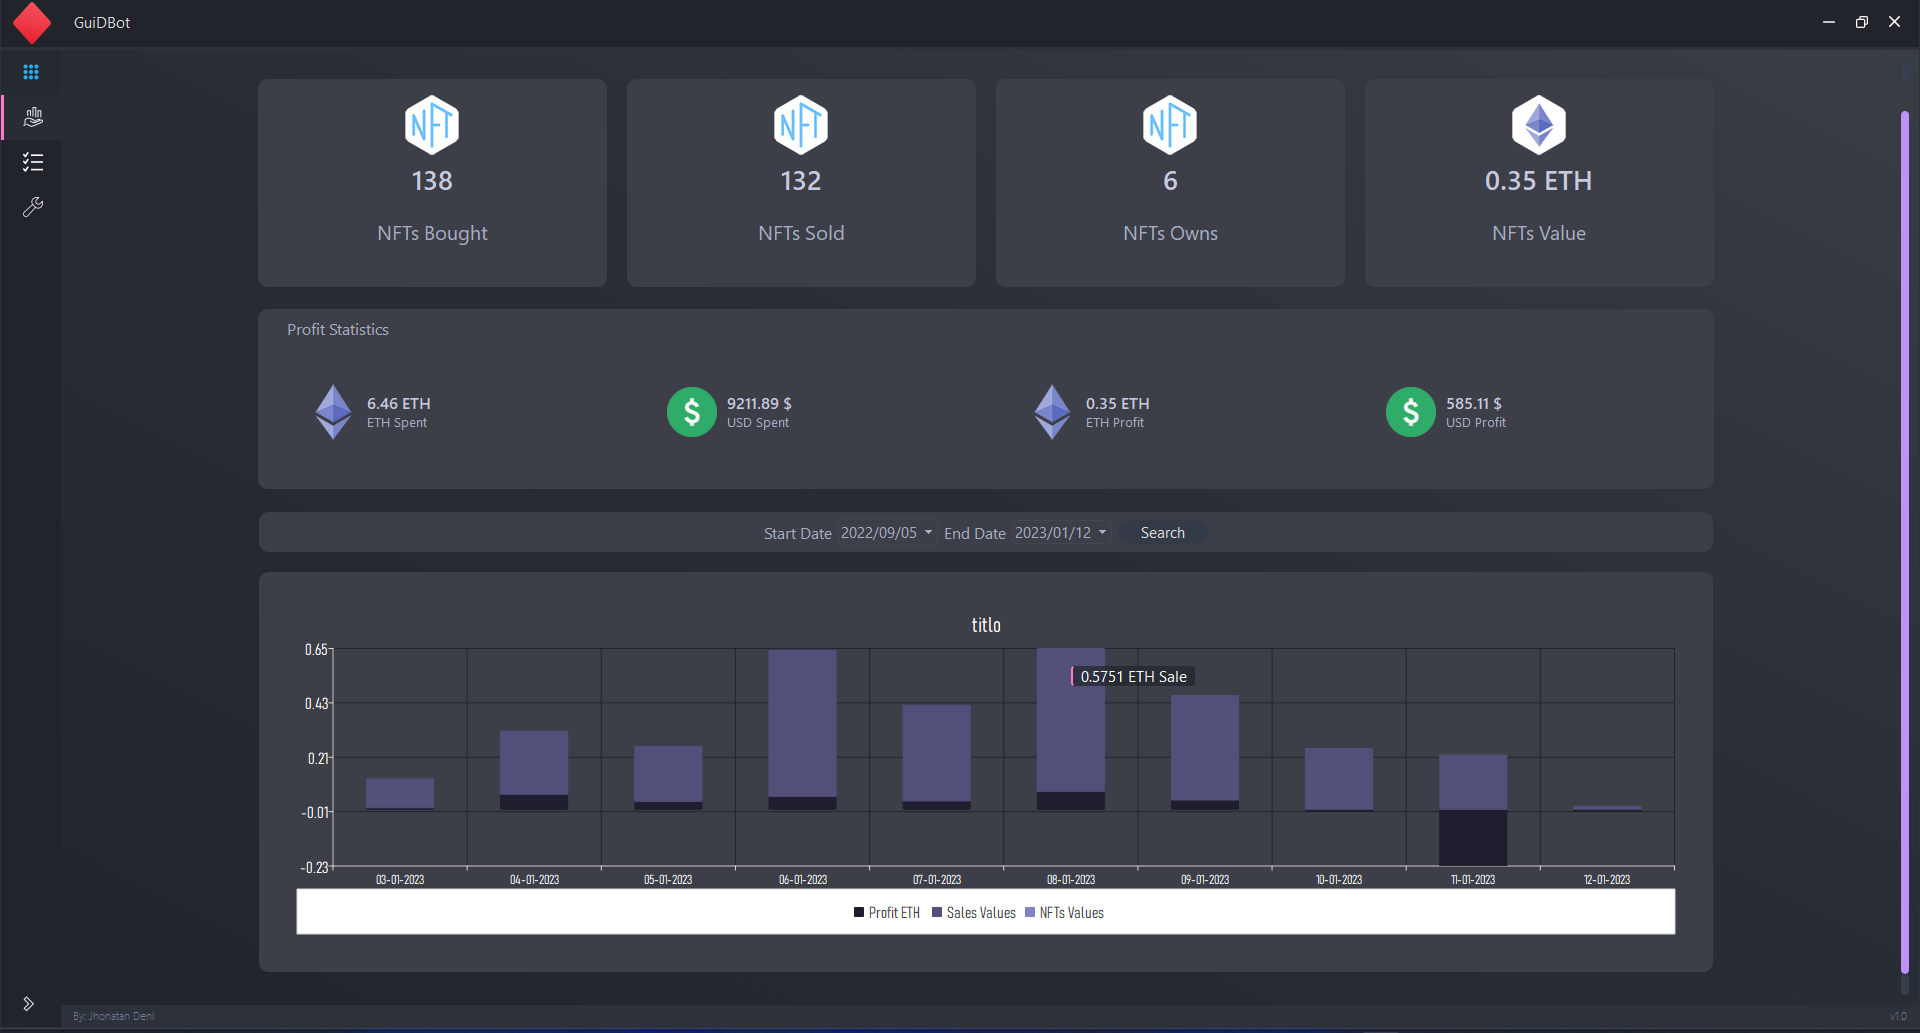 GuiDBot
NFT
138
NFTs Bought
NFT
132
NFTs Sold
NFT
6
NFTs Owns
0.35 ETH
NFTs Value
Profit Statistics
6.46 ETH
ETH Spent
$
9211.89 $
USD Spent
0.35 ETH
ETH Profit
$
585.11 $
USD Profit
Start Date 2022/09/05 End Date 2023/01/12 Search
titlo
0.65
0.43
0.21
-0.01
-0.23
0.5751 ETH Sale
03-01-2023 04-01-2023 05-01-2023 06-01-2023 07-01-2023 08-01-2023 09-01-2023 10-01-2023 11-01-2023 12-01-2023
Profit ETH Sales Values NFTs Values
By: Jhonatan Deni
v1.0